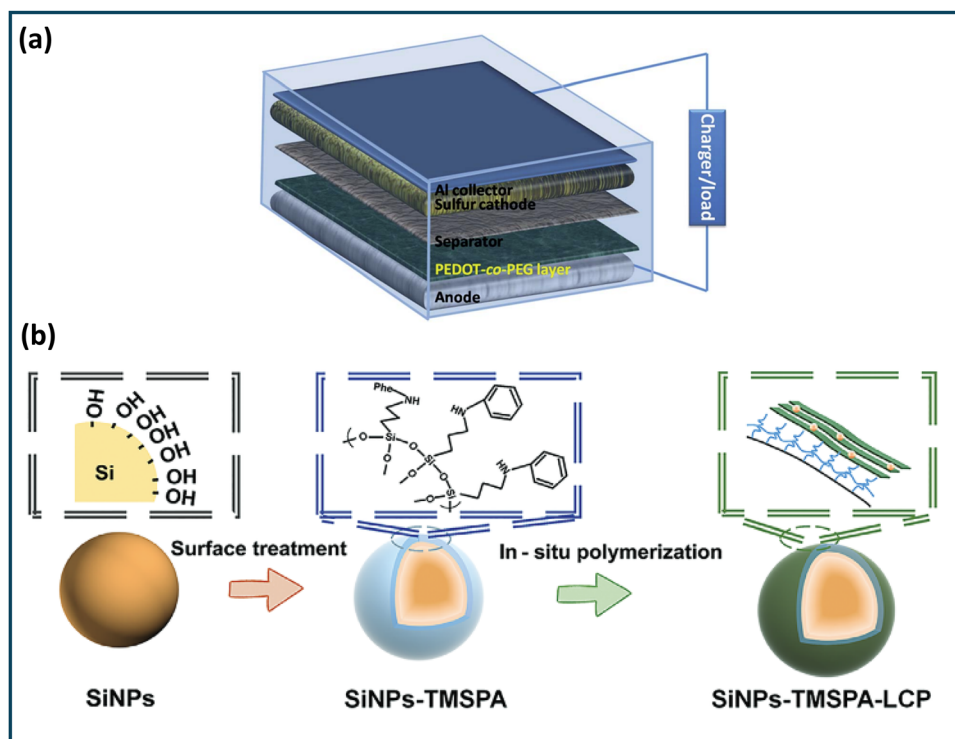 (a)
Al collector
Sulfur cathode
Separator
PEDOT-co-PEG layer
Anode
Charger/load
(b)
HO
OH
OH
OH
OH
OH
OH
OH
Si
Phe
NH
HN
Si
O
O
Si
O
O
O
HN
O
Si
Surface treatment
In - situ polymerization
SiNPs
SiNPs-TMSPA
SiNPs-TMSPA-LCP